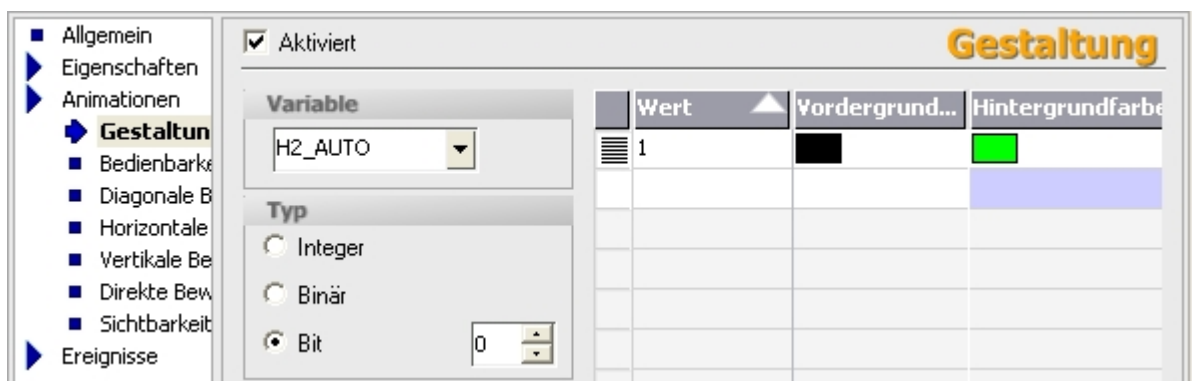 Allgemein
Eigenschaften
Animationen
Gestaltun
Bedienbarke
Diagonale B
Horizontale
Vertikale Be
Direkte Bew
Sichtbarkeit
Ereignisse
Aktiviert
Gestaltung
Variable
H2_AUTO
Typ
Integer
Binär
Bit 0
Wert Vordergrund... Hintergrundfarbe
1